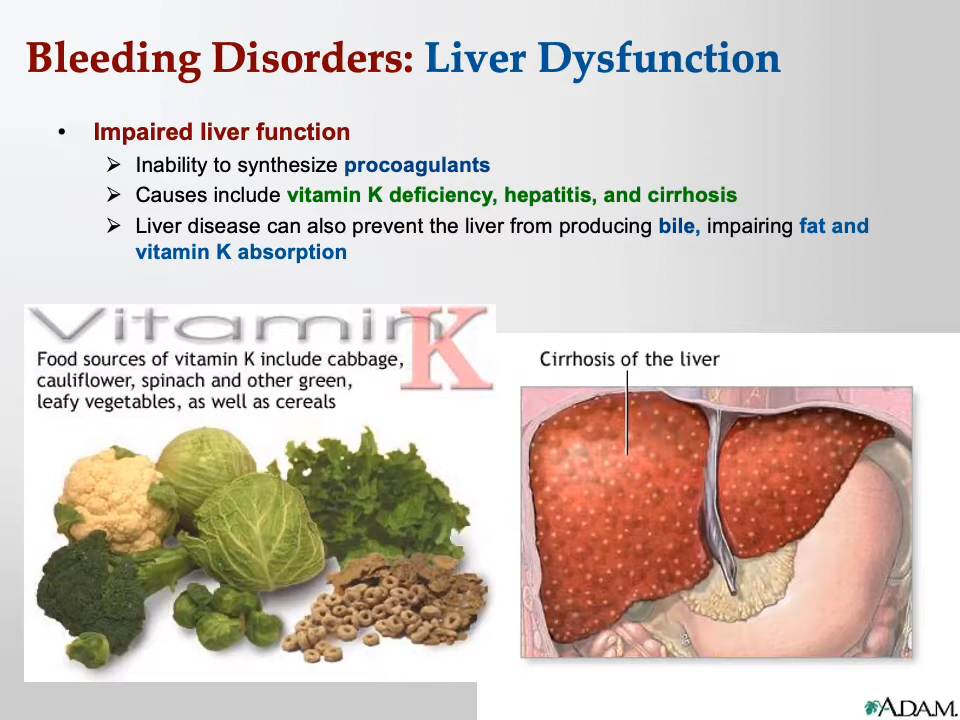 Bleeding Disorders: Liver Dysfunction
• Impaired liver function
➢ Inability to synthesize procoagulants
➢ Causes include vitamin K deficiency, hepatitis, and cirrhosis
➢ Liver disease can also prevent the liver from producing bile, impairing fat and
vitamin K absorption
Vitamin K
Food sources of vitamin K include cabbage,
cauliflower, spinach and other green,
leafy vegetables, as well as cereals
Cirrhosis of the liver
A.D.A.M.